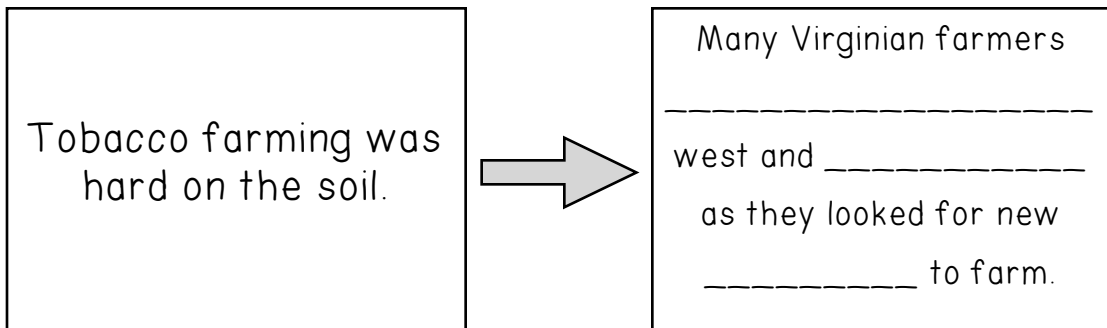 Tobacco farming was
hard on the soil.
Many Virginian farmers
__________________
west and ___________
as they looked for new
_________ to farm.